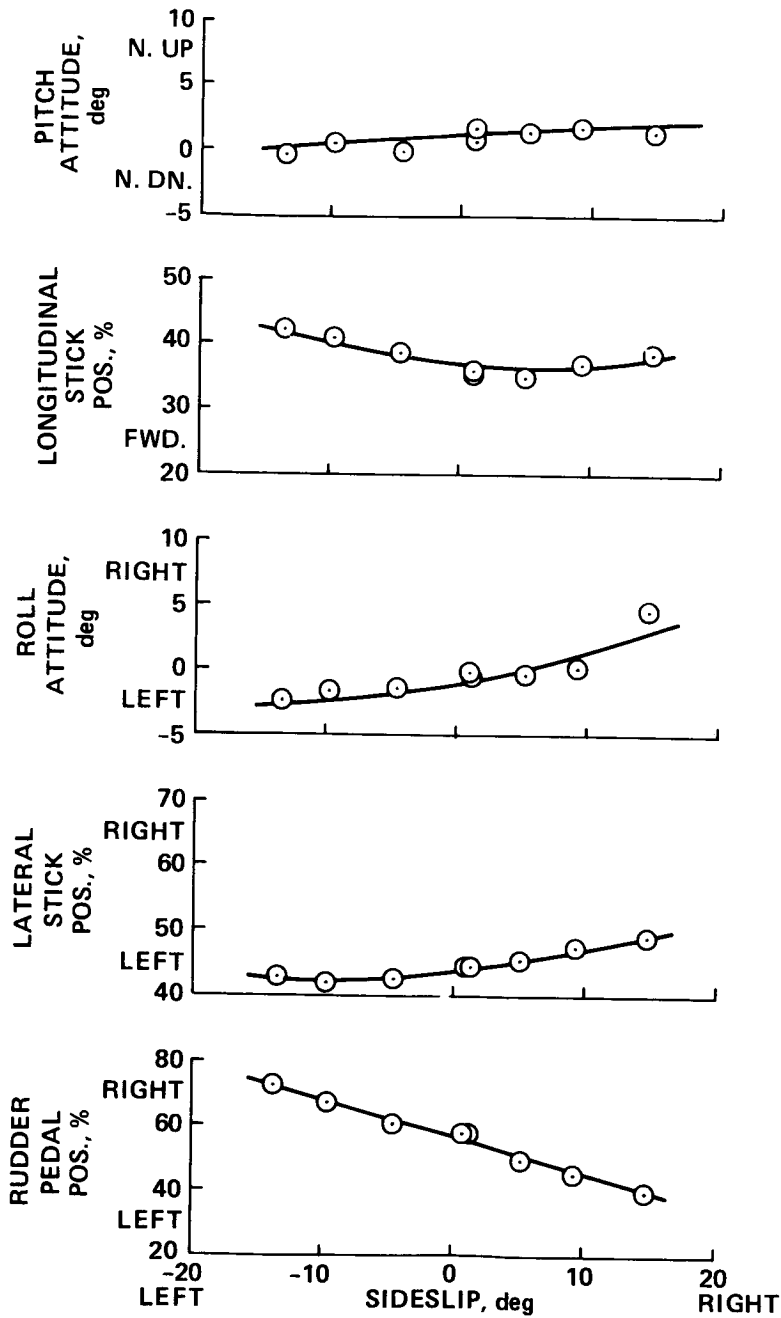 PITCH
ATTITUDE,
deg
10
N. UP
5
0
N. DN.
-5
LONGITUDINAL
STICK
POS., %
50
40
30
FWD.
20
ROLL
ATTITUDE,
deg
10
RIGHT
5
0
LEFT
-5
LATERAL
STICK
POS., %
70
RIGHT
60
50
LEFT
40
RUDDER
PEDAL
POS., %
80
RIGHT
60
40
LEFT
20
-20 -10 0 10 20
LEFT SIDESLIP, deg RIGHT